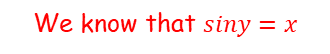 We know that siny = x